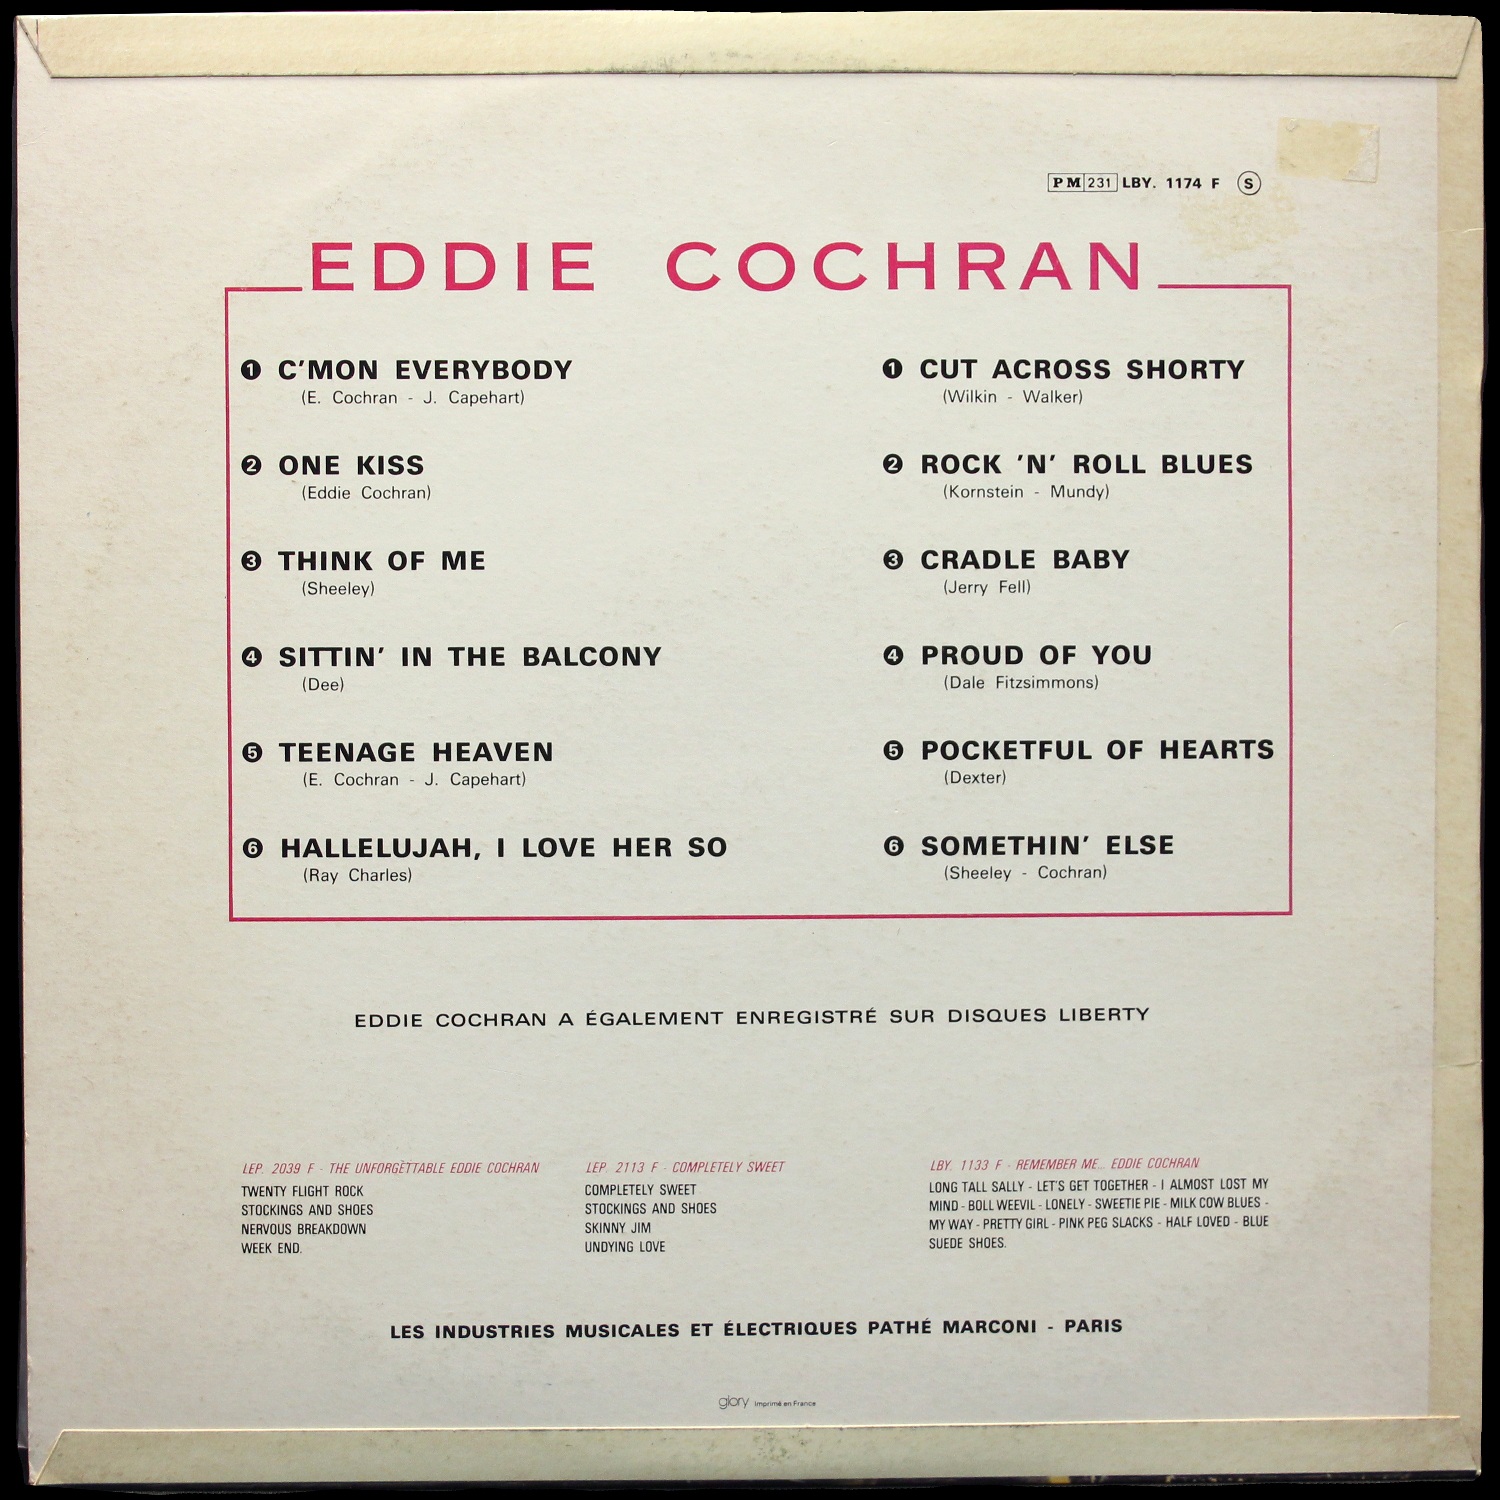 PM 231 LBY. 1174 F S
EDDIE COCHRAN
1 C'MON EVERYBODY
(E. Cochran - J. Capehart)
2 ONE KISS
(Eddie Cochran)
3 THINK OF ME
(Sheeley)
4 SITTIN' IN THE BALCONY
(Dee)
5 TEENAGE HEAVEN
(E. Cochran - J. Capehart)
6 HALLELUJAH, I LOVE HER SO
(Ray Charles)
1 CUT ACROSS SHORTY
(Wilkin - Walker)
2 ROCK 'N' ROLL BLUES
(Kornstein - Mundy)
3 CRADLE BABY
(Jerry Fell)
4 PROUD OF YOU
(Dale Fitzsimmons)
5 POCKETFUL OF HEARTS
(Dexter)
6 SOMETHIN' ELSE
(Sheeley - Cochran)
EDDIE COCHRAN A ÉGALEMENT ENREGISTRÉ SUR DISQUES LIBERTY
LEP. 2039 F - THE UNFORGETTABLE EDDIE COCHRAN
TWENTY FLIGHT ROCK
STOCKINGS AND SHOES
NERVOUS BREAKDOWN
WEEK END.
LEP. 2113 F - COMPLETELY SWEET
COMPLETELY SWEET
STOCKINGS AND SHOES
SKINNY JIM
UNDYING LOVE
LBY. 1133 F - REMEMBER ME... EDDIE COCHRAN
LONG TALL SALLY - LET'S GET TOGETHER - I ALMOST LOST MY
MIND - BOLL WEEVIL - LONELY - SWEETIE PIE - MILK COW BLUES -
MY WAY - PRETTY GIRL - PINK PEG SLACKS - HALF LOVED - BLUE
SUEDE SHOES.
LES INDUSTRIES MUSICALES ET ÉLECTRIQUES PATHÉ MARCONI - PARIS
glory Imprimé en France